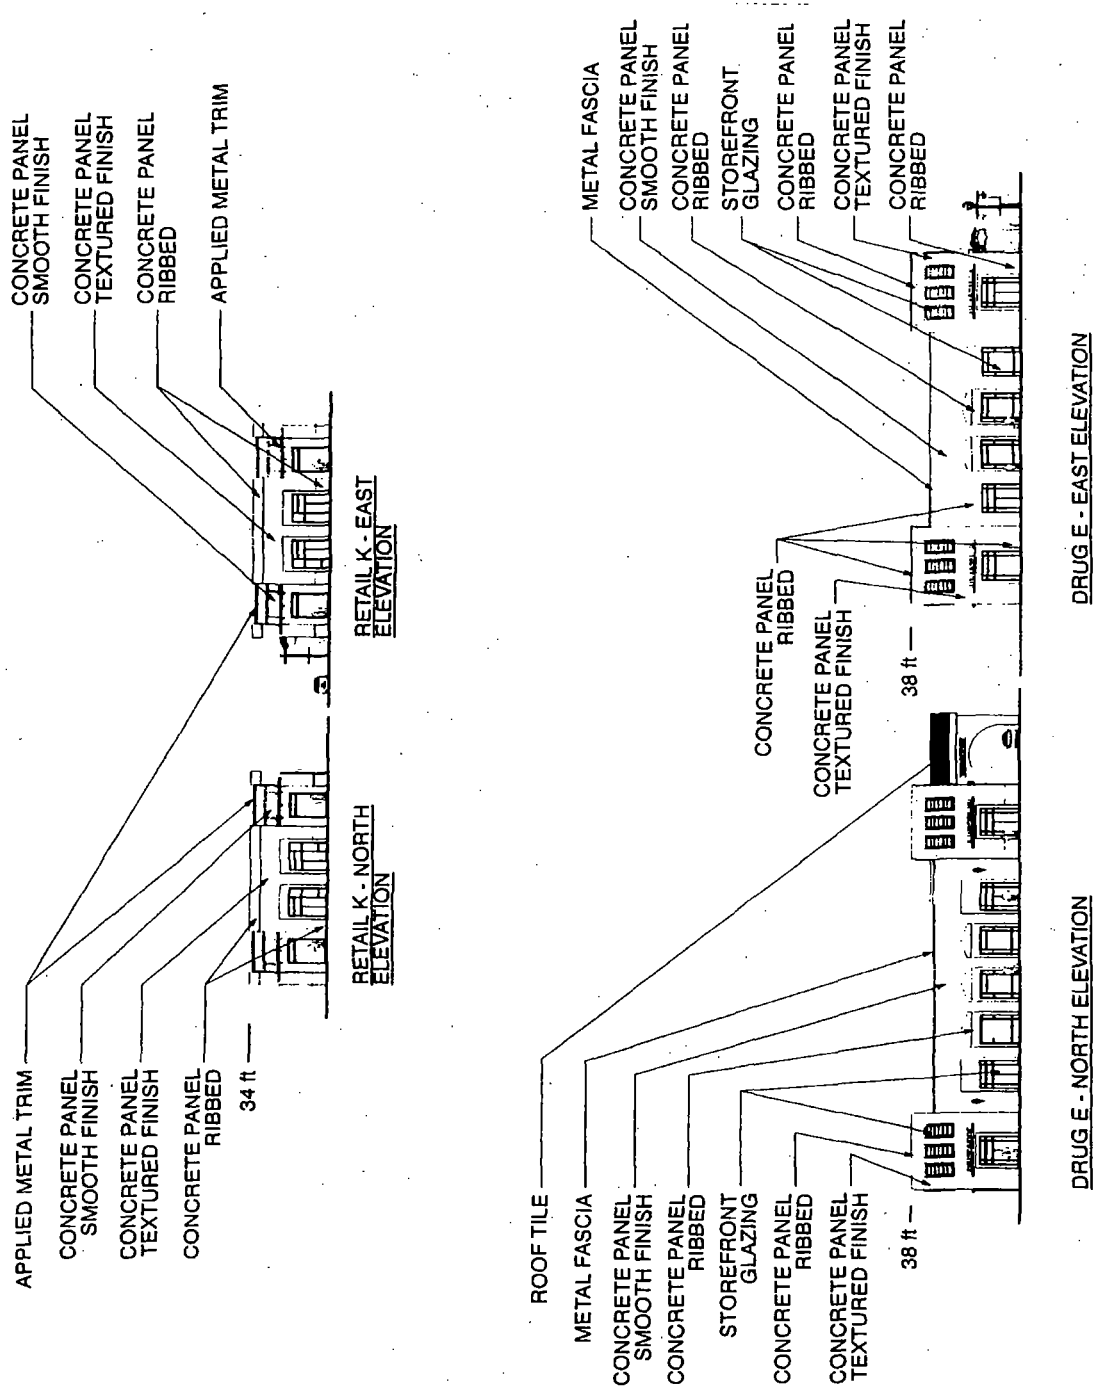 APPLIED METAL TRIM
CONCRETE PANEL
SMOOTH FINISH
CONCRETE PANEL
TEXTURED FINISH
CONCRETE PANEL
RIBBED
34 ft
RETAIL K - NORTH
ELEVATION
CONCRETE PANEL
SMOOTH FINISH
CONCRETE PANEL
TEXTURED FINISH
CONCRETE PANEL
RIBBED
APPLIED METAL TRIM
RETAIL K - EAST
ELEVATION
ROOF TILE
METAL FASCIA
CONCRETE PANEL
SMOOTH FINISH
CONCRETE PANEL
RIBBED
STOREFRONT
GLAZING
CONCRETE PANEL
RIBBED
CONCRETE PANEL
TEXTURED FINISH
38 ft
DRUG E - NORTH ELEVATION
CONCRETE PANEL
RIBBED
CONCRETE PANEL
TEXTURED FINISH
38 ft
METAL FASCIA
CONCRETE PANEL
SMOOTH FINISH
CONCRETE PANEL
RIBBED
STOREFRONT
GLAZING
CONCRETE PANEL
RIBBED
CONCRETE PANEL
TEXTURED FINISH
CONCRETE PANEL
RIBBED
DRUG E - EAST ELEVATION